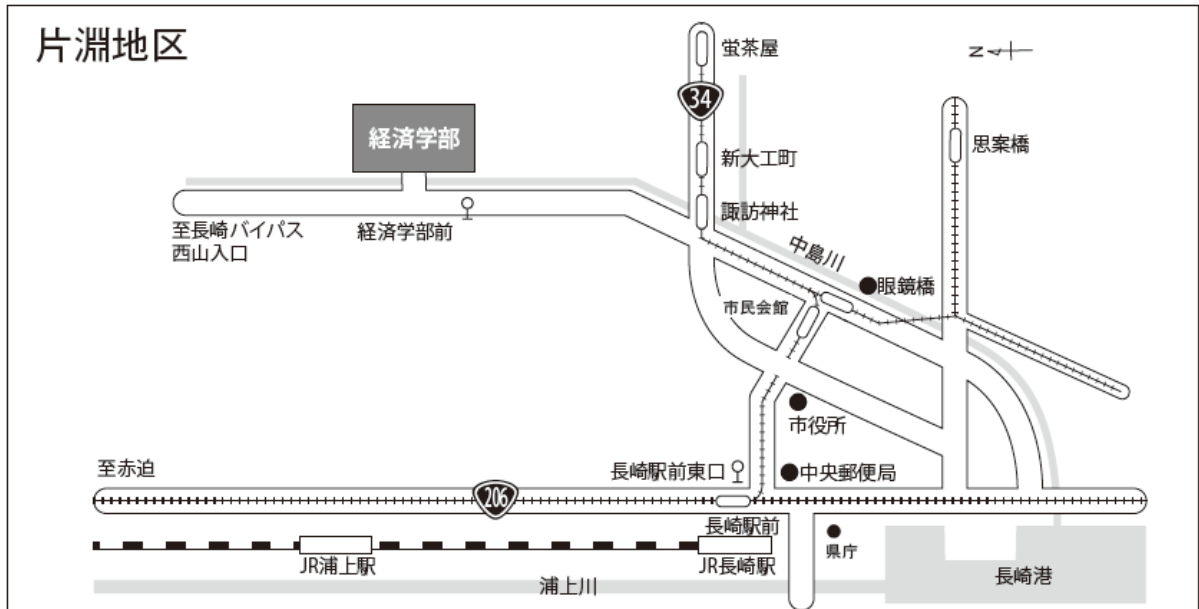 片淵地区
蛍茶屋
N
34
経済学部
思案橋
新大工町
諏訪神社
至長崎バイパス
西山入口
経済学部前
中島川
眼鏡橋
市民会館
市役所
至赤迫
長崎駅前東口
中央郵便局
206
長崎駅前
県庁
JR浦上駅
JR長崎駅
長崎港
浦上川